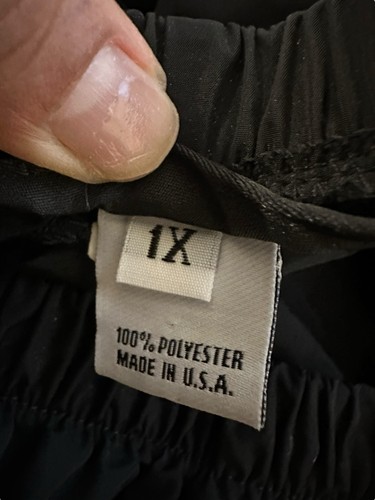 1X
100% POLYESTER
MADE IN U.S.A.